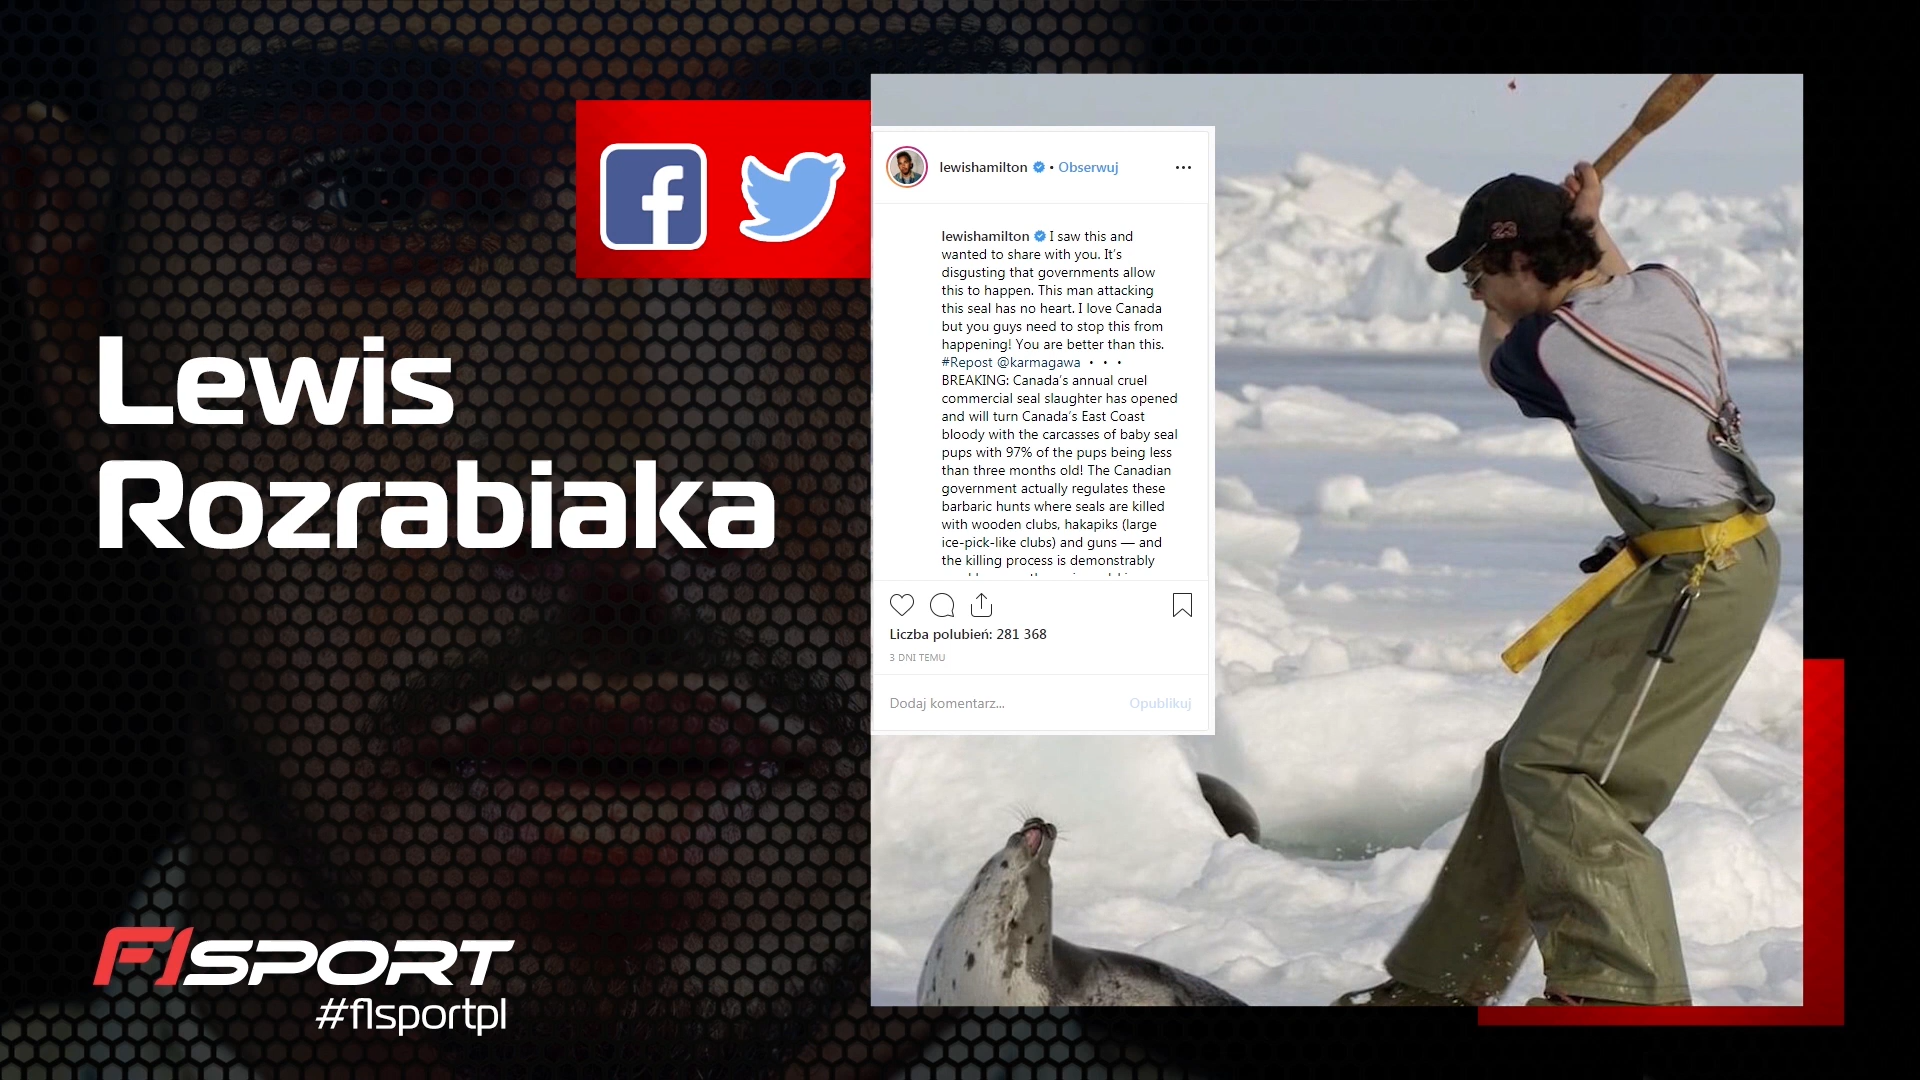 Lewis
Rozrabiaka
F1SPORT
#f1sportpl
lewishamilton • Obserwuj
lewishamilton I saw this and
wanted to share with you. It's
disgusting that governments allow
this to happen. This man attacking
this seal has no heart. I love Canada
but you guys need to stop this from
happening! You are better than this.
#Repost @karmagawa • • •
BREAKING: Canada's annual cruel
commercial seal slaughter has opened
and will turn Canada's East Coast
bloody with the carcasses of baby seal
pups with 97% of the pups being less
than three months old! The Canadian
government actually regulates these
barbaric hunts where seals are killed
with wooden clubs, hakapiks (large
ice-pick-like clubs) and guns — and
the killing process is demonstrably
Liczba polubień: 281 368
3 DNI TEMU
Dodaj komentarz...
Opublikuj
23